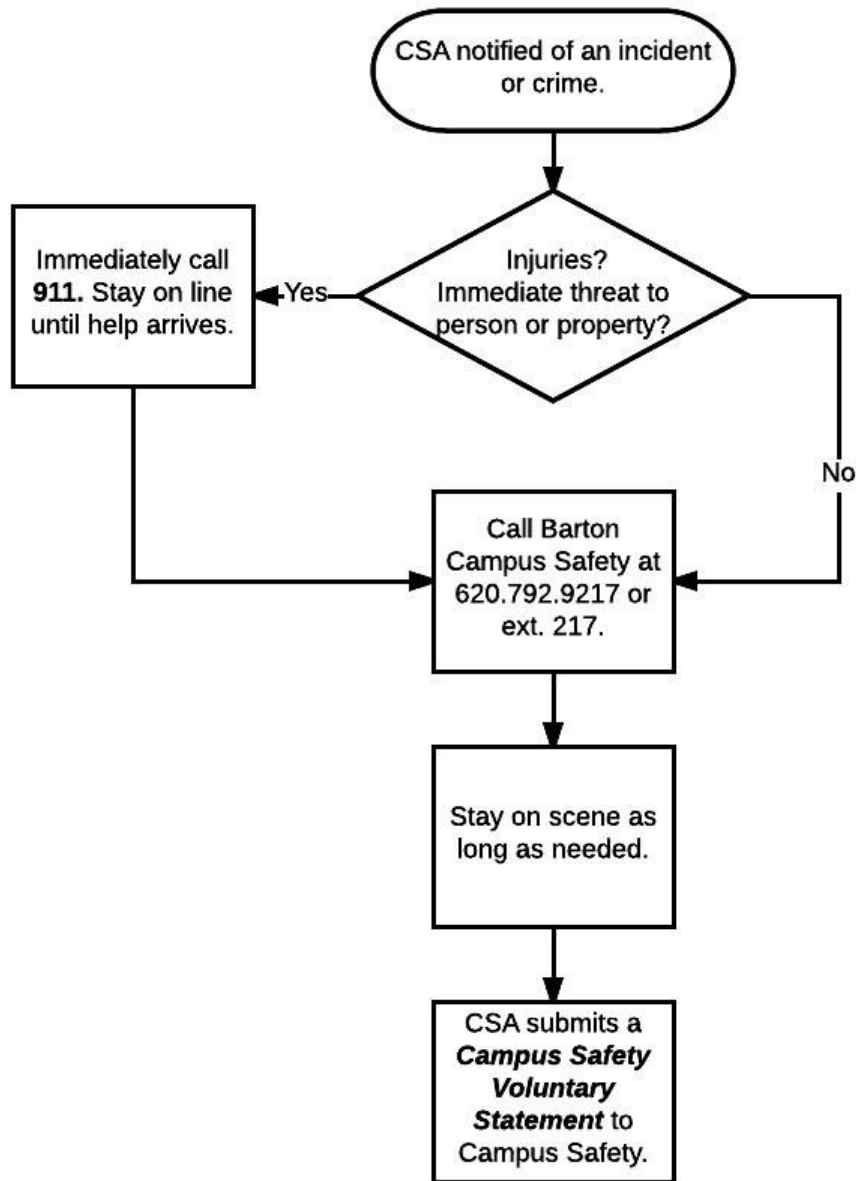 CSA notified of an incident
or crime.
Injuries?
Immediate threat to
person or property?
Yes
Immediately call
911. Stay on line
until help arrives.
No
Call Barton
Campus Safety at
620.792.9217 or
ext. 217.
Stay on scene as
long as needed.
CSA submits a
Campus Safety
Voluntary
Statement to
Campus Safety.